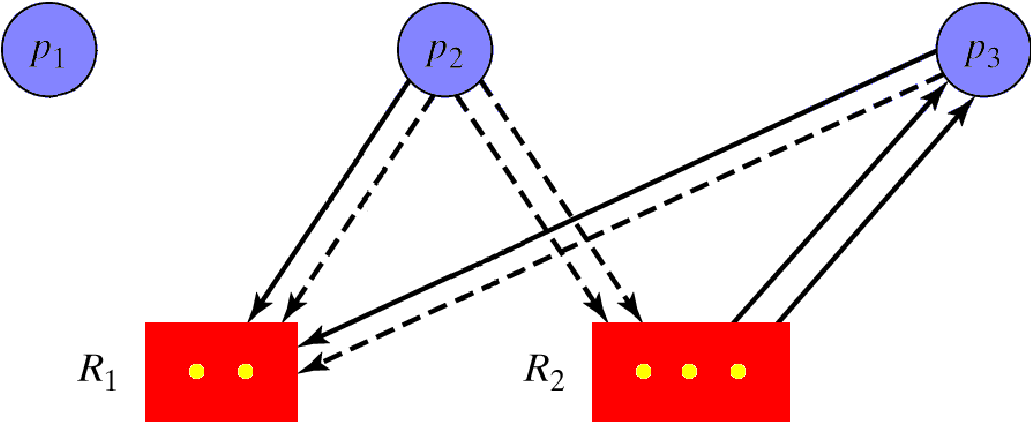 p₁ p₂ p₃
R₁ R₂